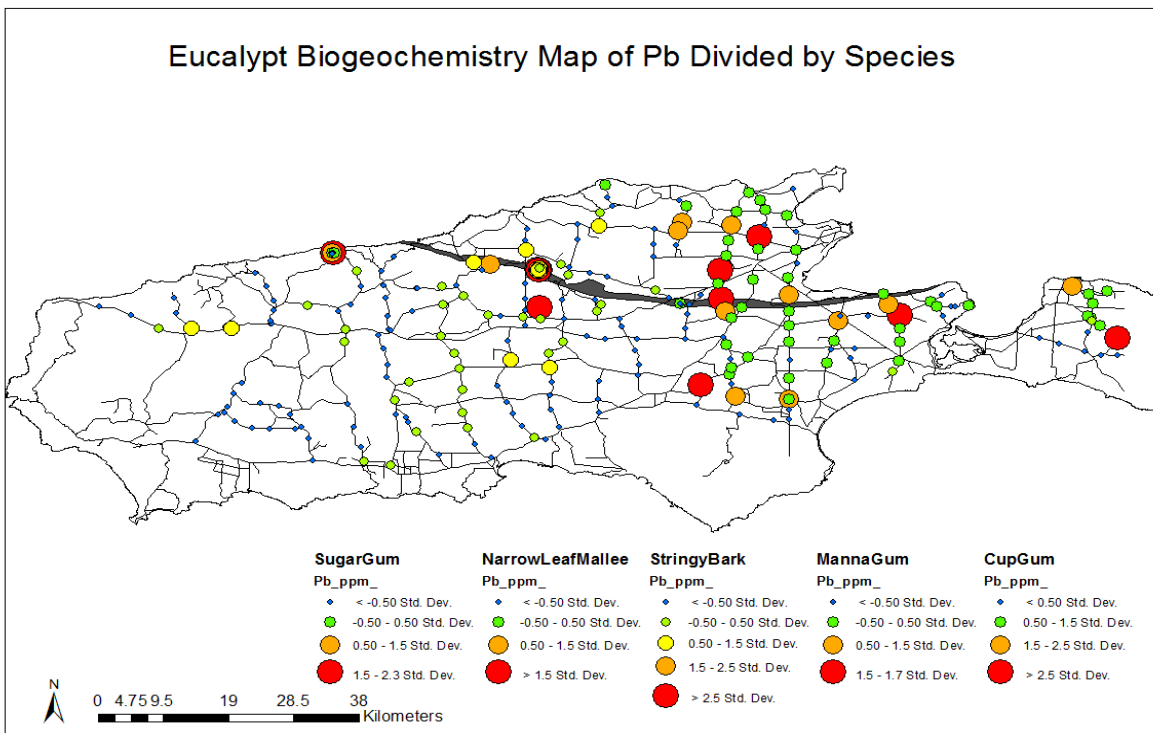 Eucalypt Biogeochemistry Map of Pb Divided by Species
SugarGum
Pb_ppm_
< -0.50 Std. Dev.
-0.50 - 0.50 Std. Dev.
0.50 - 1.5 Std. Dev.
1.5 - 2.3 Std. Dev.
NarrowLeafMallee
Pb_ppm_
< -0.50 Std. Dev.
-0.50 - 0.50 Std. Dev.
0.50 - 1.5 Std. Dev.
> 1.5 Std. Dev.
StringyBark
Pb_ppm_
< -0.50 Std. Dev.
-0.50 - 0.50 Std. Dev.
0.50 - 1.5 Std. Dev.
1.5 - 2.5 Std. Dev.
> 2.5 Std. Dev.
MannaGum
Pb_ppm_
< -0.50 Std. Dev.
-0.50 - 0.50 Std. Dev.
0.50 - 1.5 Std. Dev.
1.5 - 1.7 Std. Dev.
CupGum
Pb_ppm_
< 0.50 Std. Dev.
-0.50 - 0.50 Std. Dev.
1.5 - 2.5 Std. Dev.
> 2.5 Std. Dev.
N
0 4.75 9.5 19 28.5 38
Kilometers